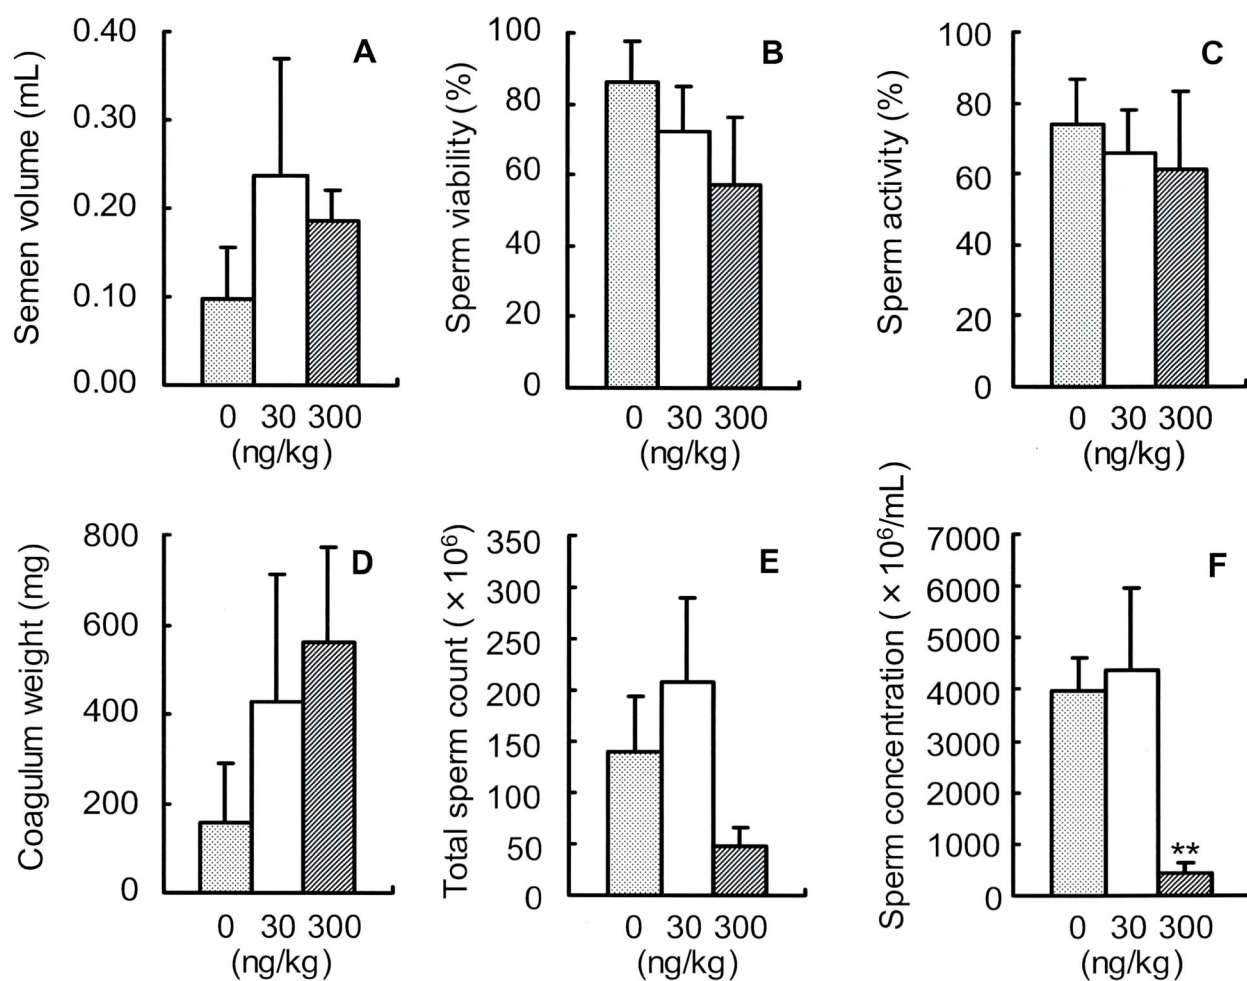 A
Semen volume (mL)
0.40
0.30
0.20
0.10
0.00
0 30 300
(ng/kg)
B
Sperm viability (%)
100
80
60
40
20
0
0 30 300
(ng/kg)
C
Sperm activity (%)
100
80
60
40
20
0
0 30 300
(ng/kg)
D
Coagulum weight (mg)
800
600
400
200
0
0 30 300
(ng/kg)
E
Total sperm count (×10⁶)
350
300
250
200
150
100
50
0
0 30 300
(ng/kg)
F
Sperm concentration (×10⁶/mL)
7000
6000
5000
4000
3000
2000
1000
0
**
0 30 300
(ng/kg)